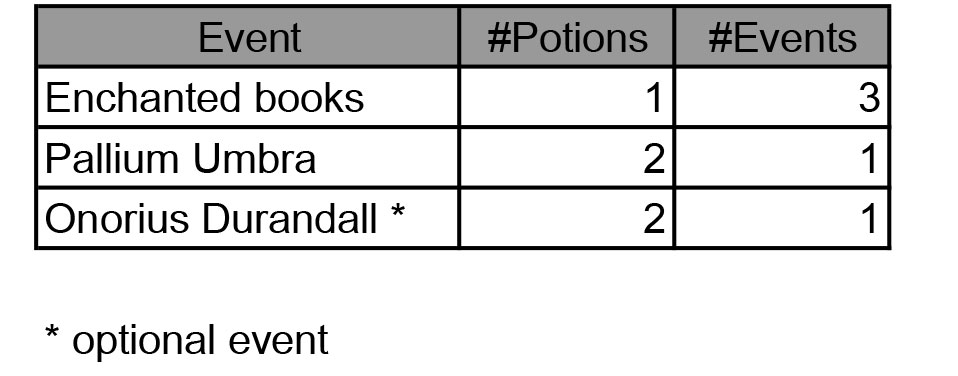 Event #Potions #Events
Enchanted books 1 3
Pallium Umbra 2 1
Onorius Durandall * 2 1
* optional event